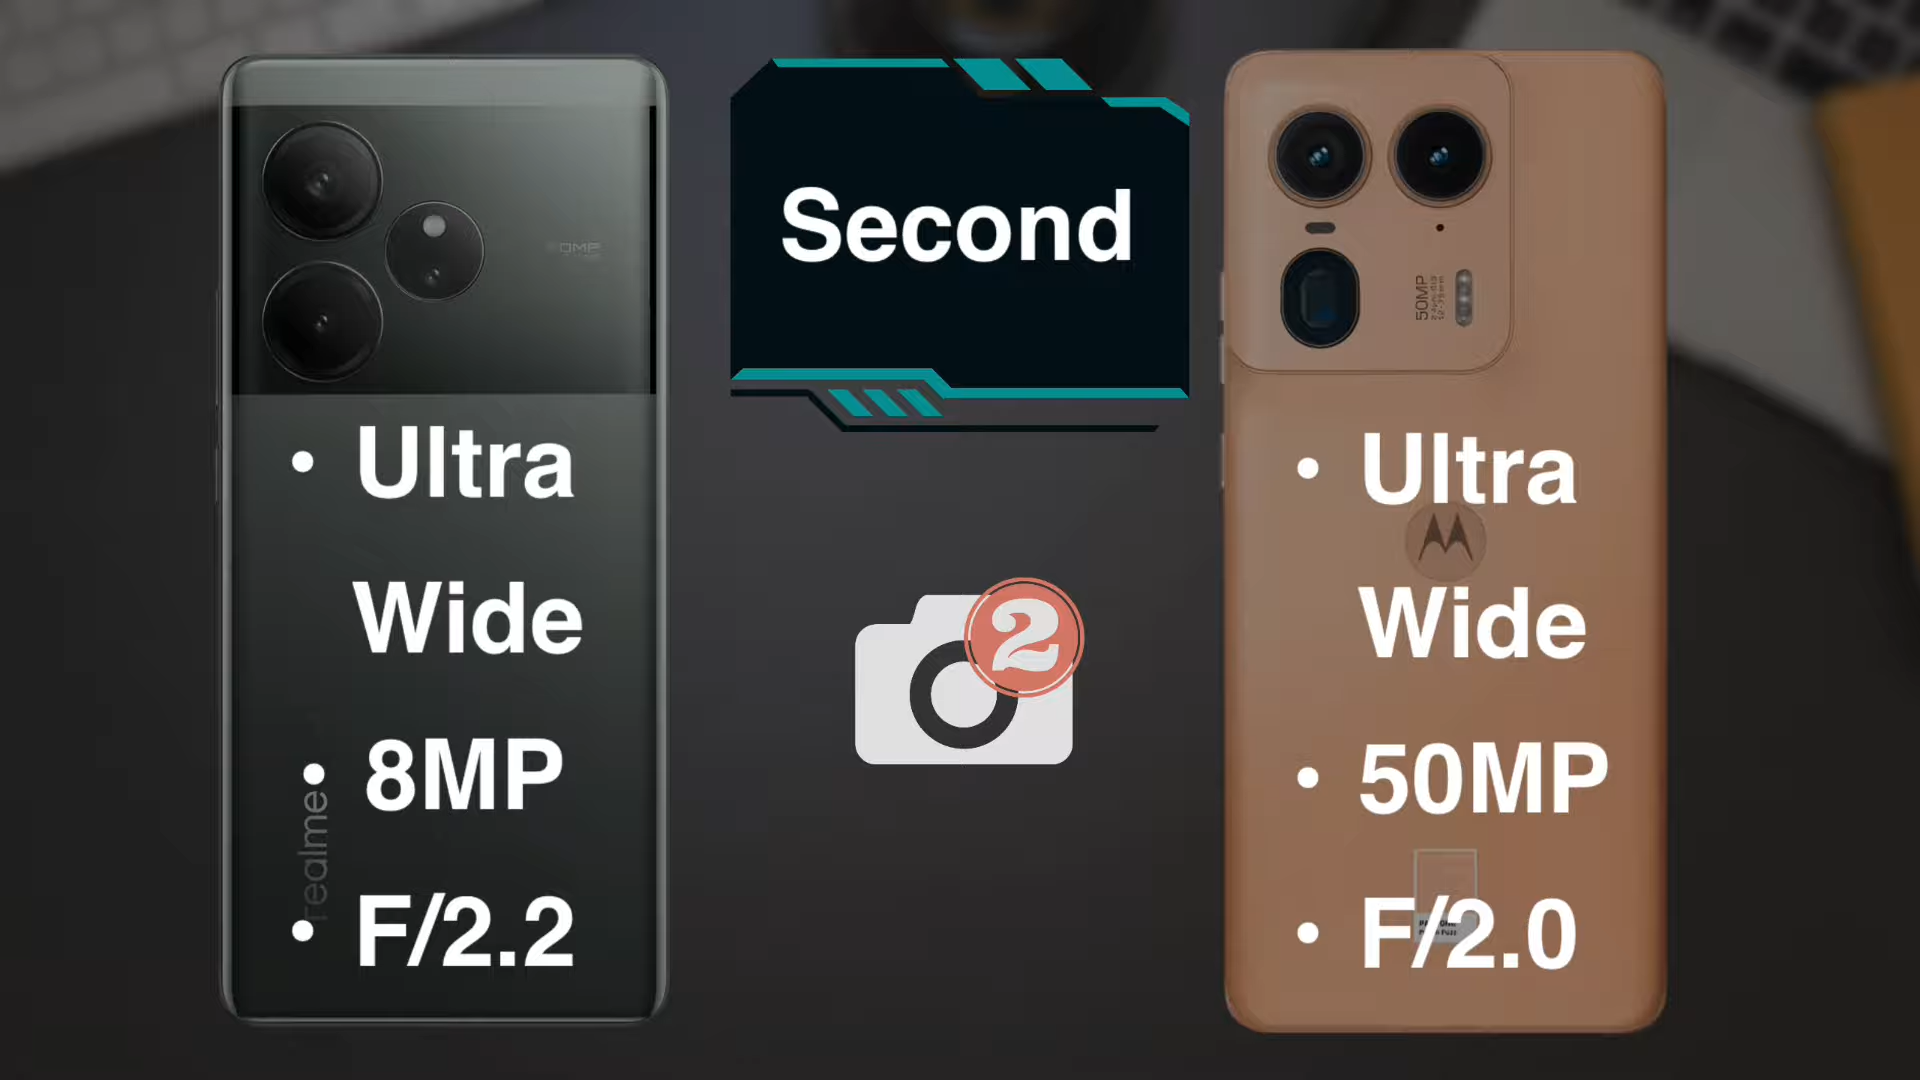 Second
2
Ultra
Wide
8MP
F/2.2
realme
Ultra
Wide
50MP
F/2.0
50MP